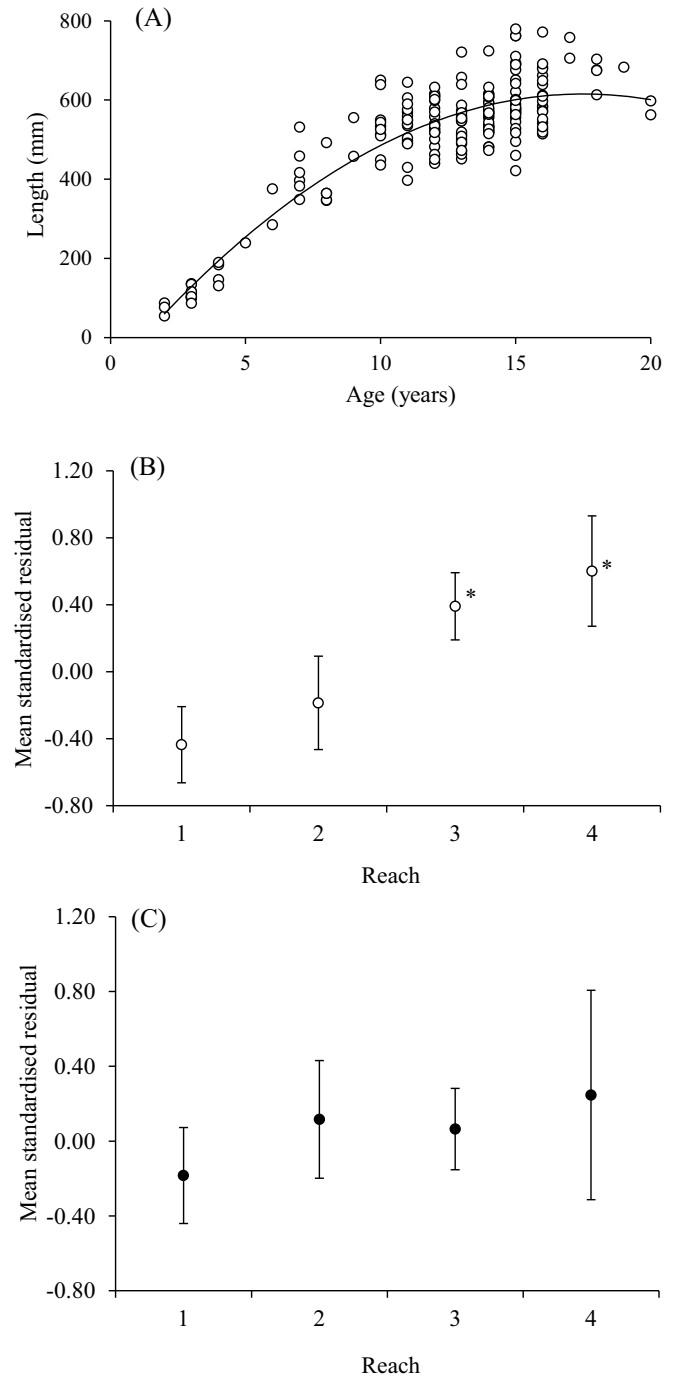 (A)
800
600
400
200
0
Length (mm)
0 5 10 15 20
Age (years)
(B)
1.20
0.80
0.40
0.00
-0.40
-0.80
Mean standardised residual
* *
1 2 3 4
Reach
(C)
1.20
0.80
0.40
0.00
-0.40
-0.80
Mean standardised residual
1 2 3 4
Reach